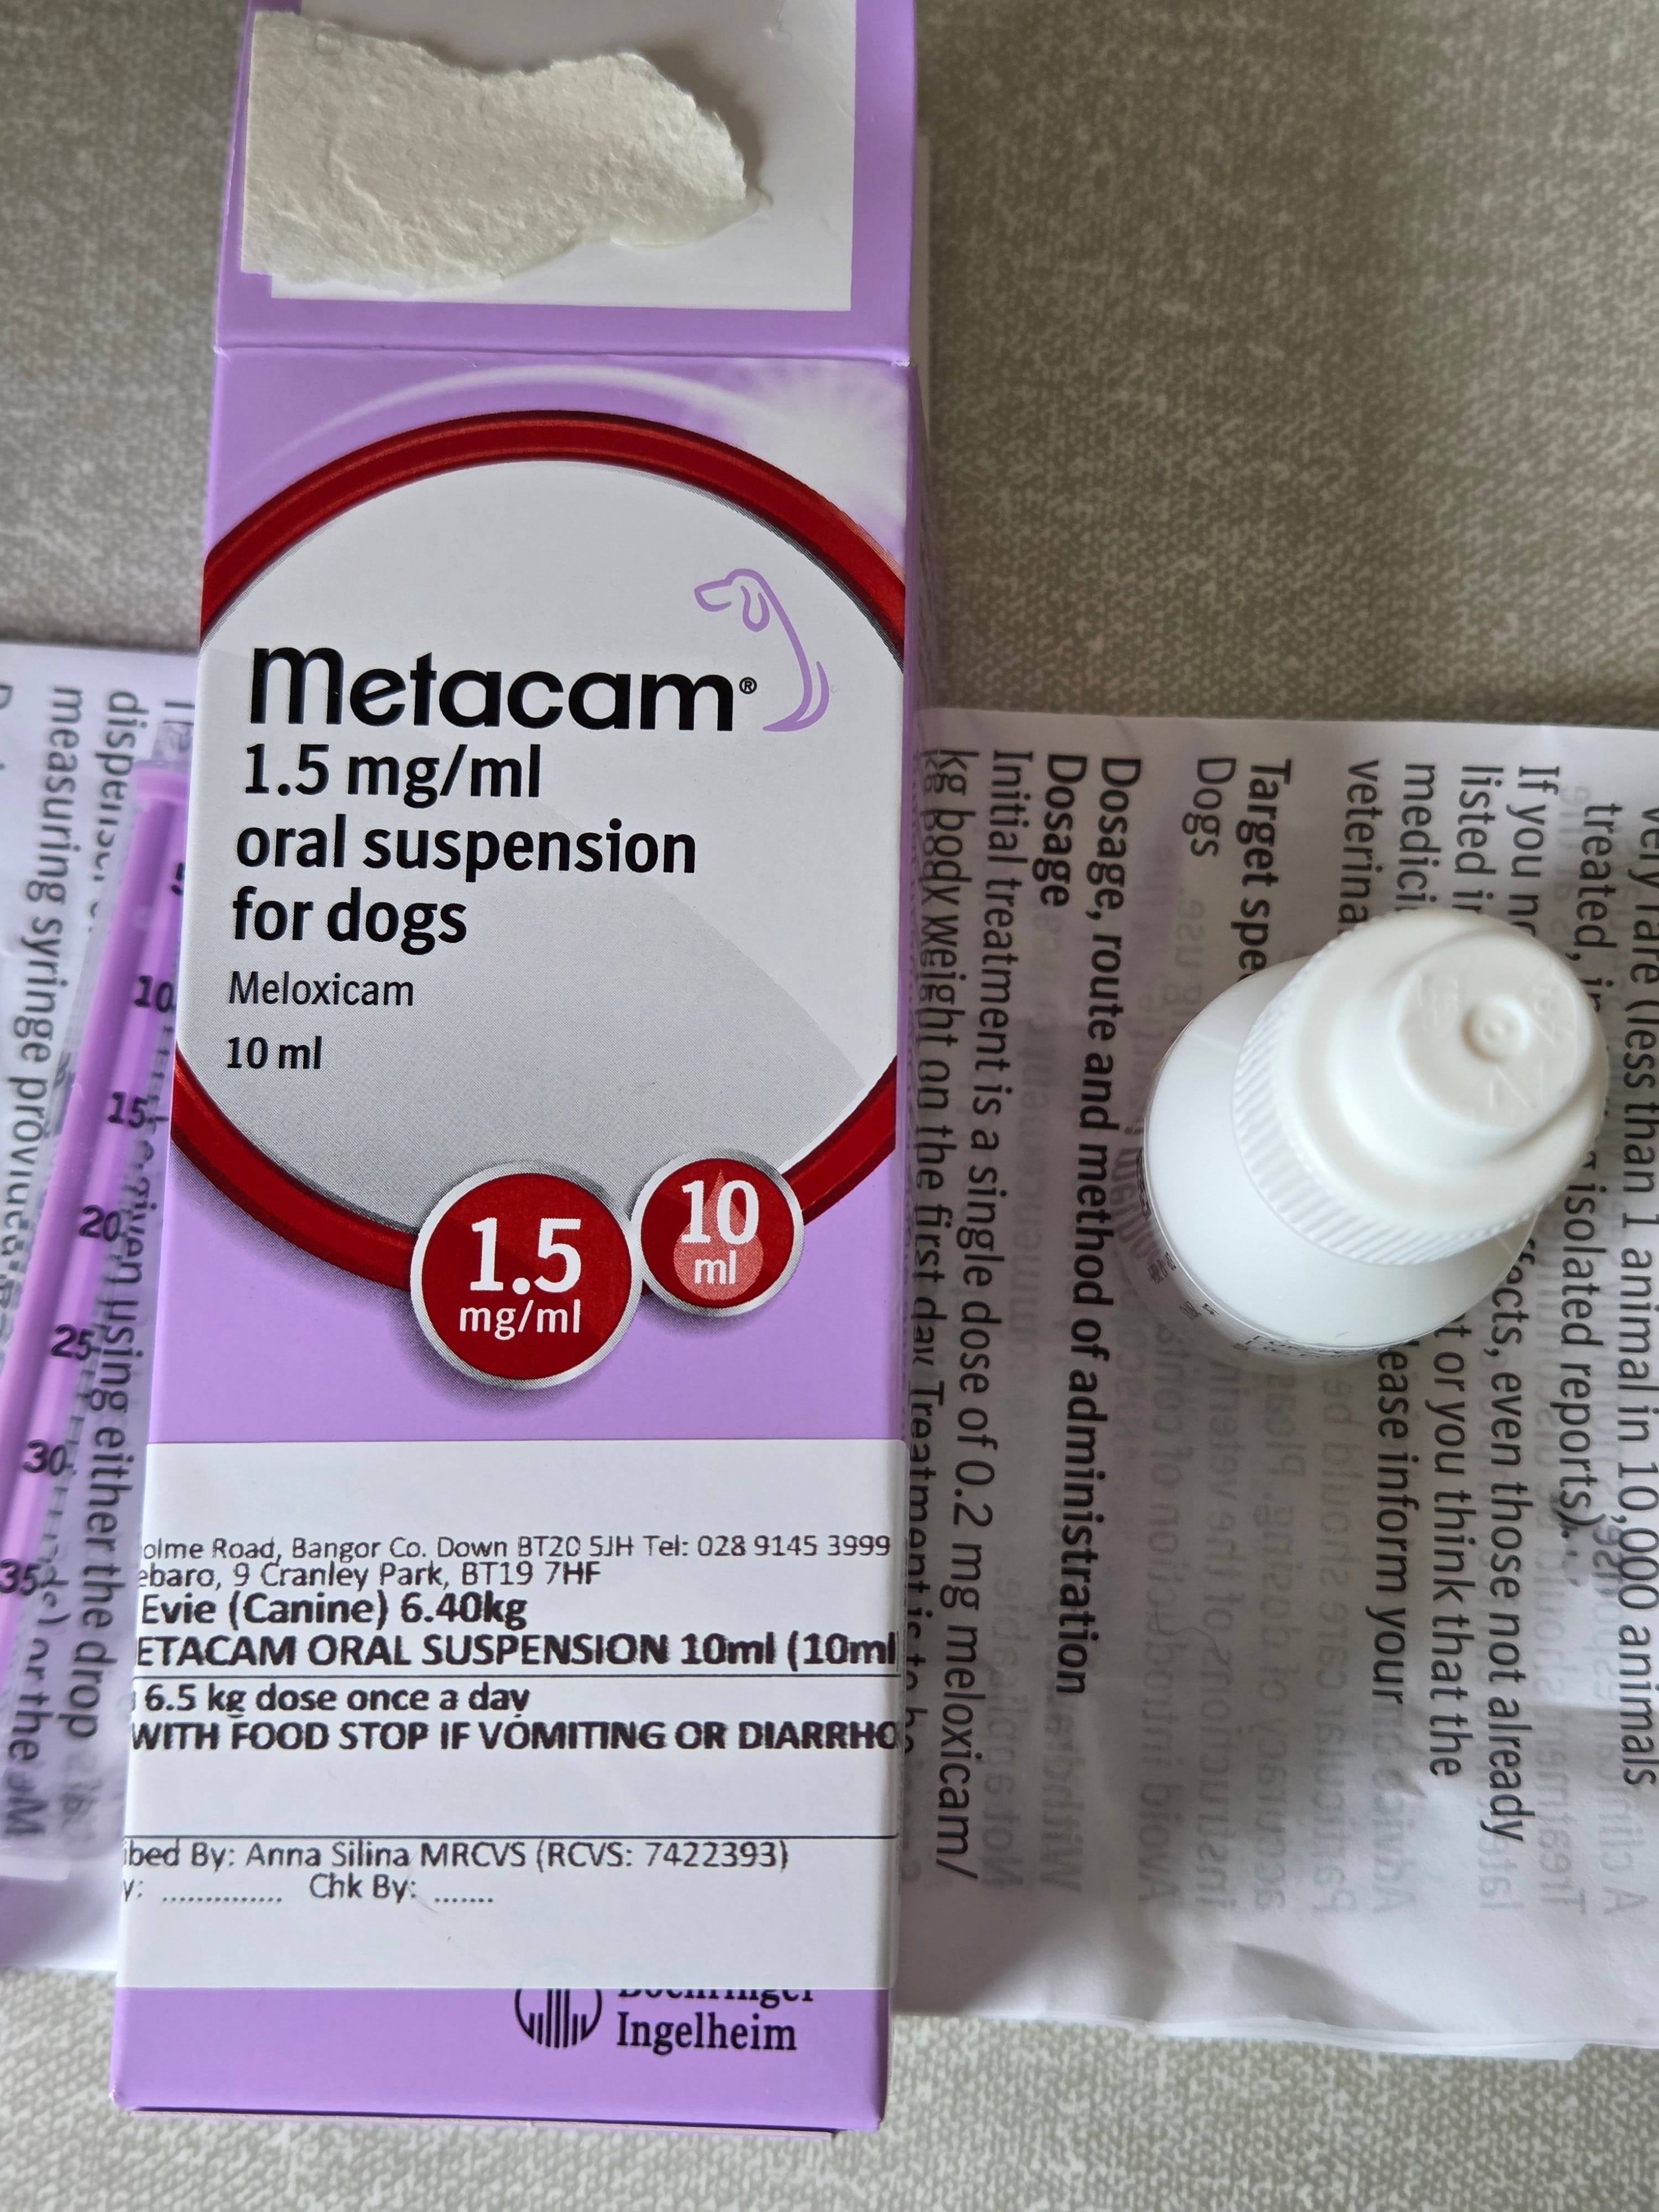 metacam®
1.5 mg/ml
oral suspension
for dogs
Meloxicam
10 ml
1.5
mg/ml
10
ml
olme Road, Bangor Co. Down BT20 5JH Tel: 028 9145 3999
ebaro, 9 Cranley Park, BT19 7HF
Evie (Canine) 6.40kg
ETACAM ORAL SUSPENSION 10ml (10ml
6.5 kg dose once a day
WITH FOOD STOP IF VOMITING OR DIARRHO
ibed By: Anna Silina MRCVS (RCVS: 7422393)
y: .............. Chk By: .......
Boehringer
Ingelheim
10
15
20
25
30
35
dispenser
measuring syringe provided
given using either the drop
or the
very rare (less than 1 animal in 10,000 animals
treated, isolated reports).
If you no ffects, even those not already
listed in t or you think that the
medici ease inform your
veterina
Target spe
Dogs
Dosage, route and method of administration
Dosage
Initial treatment is a single dose of 0.2 mg meloxicam/
kg body weight on the first day. Treatment is to be